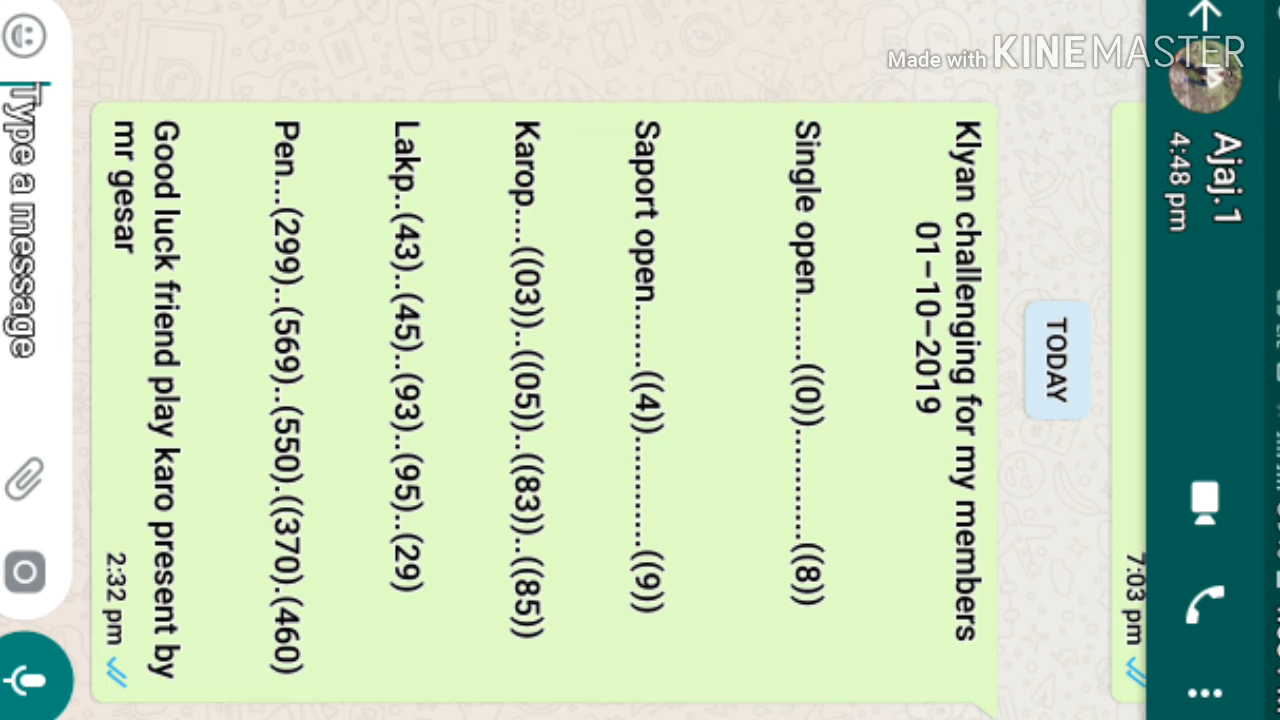 Made with KINEMASTER
Ajaj.1
4:48 pm
7:03 pm
TODAY
Klyan challenging for my members
01-10-2019
Single open.......((0))............((8))
Saport open.......((4))............((9))
Karop....((03))..((05))..((83))..((85))
Lakp..(43)..(45)..(93)..(95)..(29)
Pen...(299)..(569)..(550).((370).(460)
Good luck friend play karo present by
mr gesar
2:32 pm
Type a message